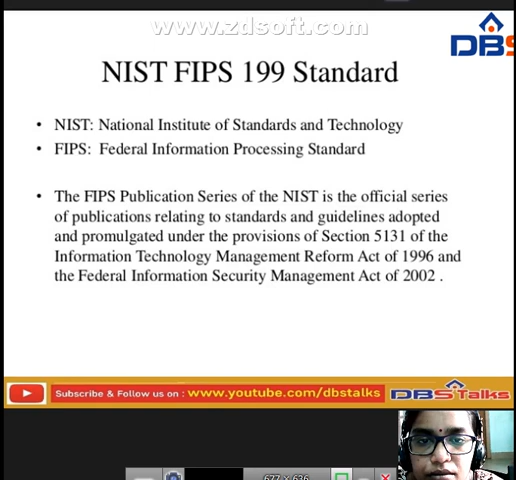 www.zdsoft.com
DBS
NIST FIPS 199 Standard
• NIST: National Institute of Standards and Technology
• FIPS: Federal Information Processing Standard
• The FIPS Publication Series of the NIST is the official series
of publications relating to standards and guidelines adopted
and promulgated under the provisions of Section 5131 of the
Information Technology Management Reform Act of 1996 and
the Federal Information Security Management Act of 2002 .
Subscribe & Follow us on : www.youtube.com/dbstalks DBS Talks
677 × 636